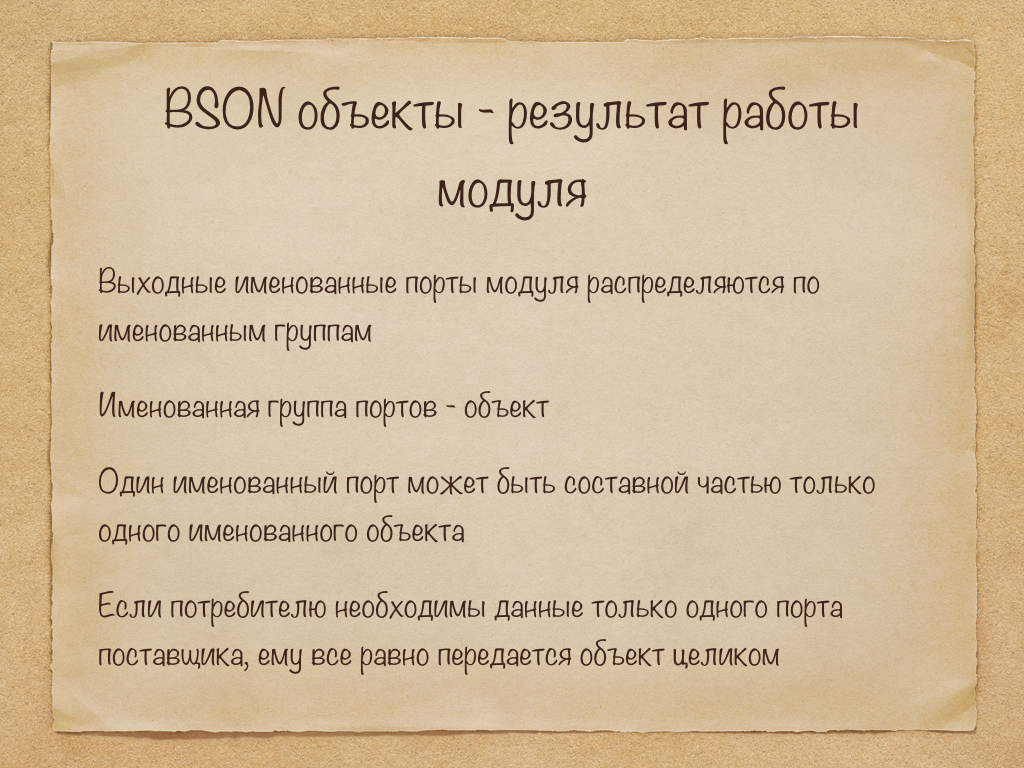 BSON объекты - результат работы
модуля
Выходные именованные порты модуля распределяются по
именованным группам
Именованная группа портов - объект
Один именованный порт может быть составной частью только
одного именованного объекта
Если потребителю необходимы данные только одного порта
поставщика, ему все равно передается объект целиком